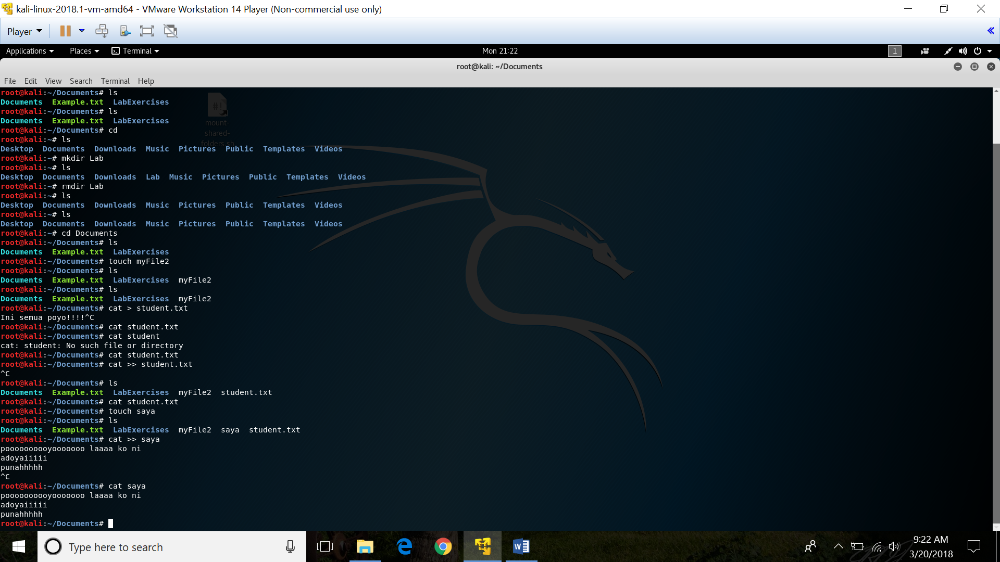 kali-linux-2018.1-vm-amd64 - VMware Workstation 14 Player (Non-commercial use only)
Player
Applications Places Terminal Mon 21:22 1
root@kali: ~/Documents
File Edit View Search Terminal Help
root@kali:~/Documents# ls
Documents Example.txt LabExercises
root@kali:~/Documents# ls
Documents Example.txt LabExercises
root@kali:~/Documents# cd
root@kali:~# ls
Desktop Documents Downloads Music Pictures Public Templates Videos
root@kali:~# mkdir Lab
root@kali:~# ls
Desktop Documents Downloads Lab Music Pictures Public Templates Videos
root@kali:~# rmdir Lab
root@kali:~# ls
Desktop Documents Downloads Music Pictures Public Templates Videos
root@kali:~# ls
Desktop Documents Downloads Music Pictures Public Templates Videos
root@kali:~# cd Documents
root@kali:~/Documents# ls
Documents Example.txt LabExercises
root@kali:~/Documents# touch myFile2
root@kali:~/Documents# ls
Documents Example.txt LabExercises myFile2
root@kali:~/Documents# ls
Documents Example.txt LabExercises myFile2
root@kali:~/Documents# cat > student.txt
Ini semua poyo!!!!^C
root@kali:~/Documents# cat student.txt
root@kali:~/Documents# cat student
cat: student: No such file or directory
root@kali:~/Documents# cat student.txt
root@kali:~/Documents# cat >> student.txt
^C
root@kali:~/Documents# ls
Documents Example.txt LabExercises myFile2 student.txt
root@kali:~/Documents# cat student.txt
root@kali:~/Documents# touch saya
root@kali:~/Documents# ls
Documents Example.txt LabExercises myFile2 saya student.txt
root@kali:~/Documents# cat >> saya
poooooooooyooooooo laaaa ko ni
adoyaiiiii
punahhhhh
^C
root@kali:~/Documents# cat saya
poooooooooyooooooo laaaa ko ni
adoyaiiiii
punahhhhh
root@kali:~/Documents#
#!
mount-
shared-
folders.sh
Type here to search
9:22 AM
3/20/2018